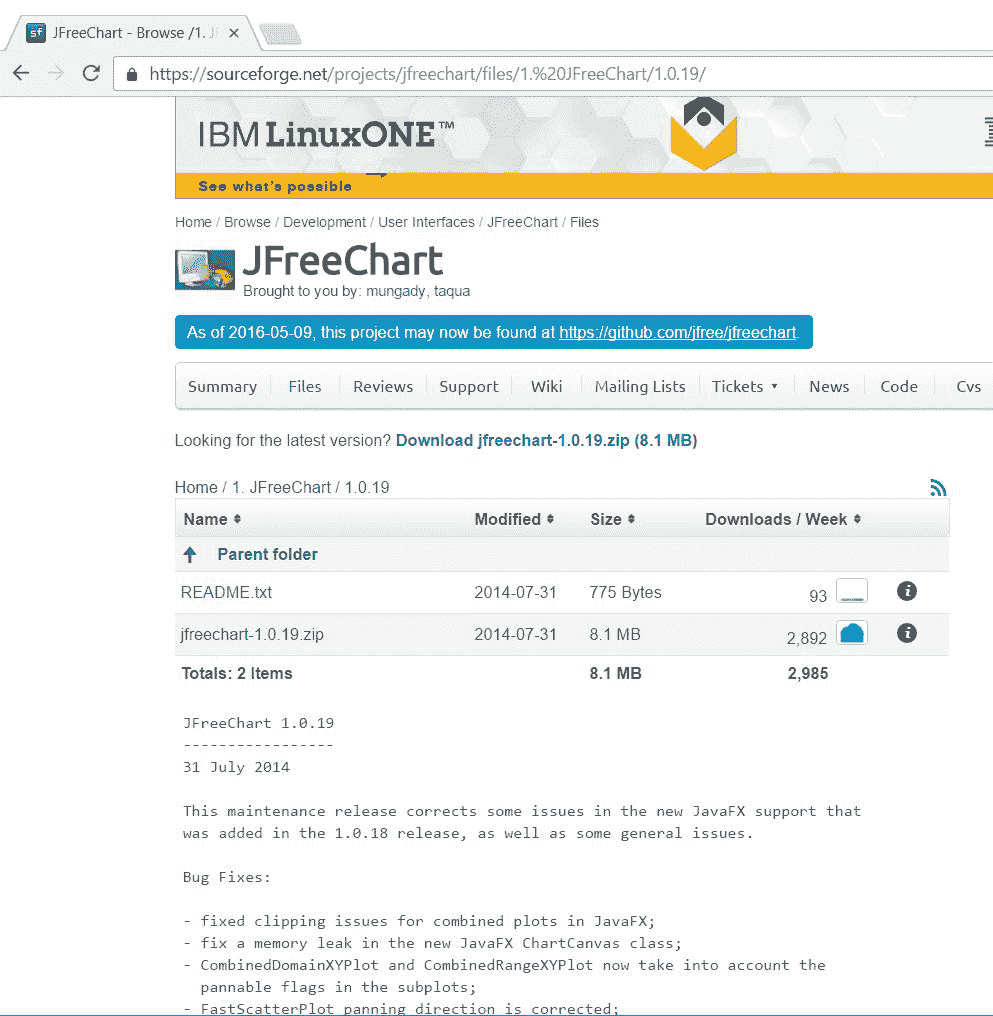 JFreeChart - Browse /1. J
https://sourceforge.net/projects/jfreechart/files/1.%20JFreeChart/1.0.19/
IBM LinuxONE™
See what's possible
Home / Browse / Development / User Interfaces / JFreeChart / Files
JFreeChart
Brought to you by: mungady, taqua
As of 2016-05-09, this project may now be found at https://github.com/jfree/jfreechart.
Summary Files Reviews Support Wiki Mailing Lists Tickets ▼ News Code Cvs
Looking for the latest version? Download jfreechart-1.0.19.zip (8.1 MB)
Home / 1. JFreeChart / 1.0.19
Name Modified Size Downloads / Week
Parent folder
README.txt 2014-07-31 775 Bytes 93
jfreechart-1.0.19.zip 2014-07-31 8.1 MB 2,892
Totals: 2 Items 8.1 MB 2,985
JFreeChart 1.0.19
-----------------
31 July 2014
This maintenance release corrects some issues in the new JavaFX support that
was added in the 1.0.18 release, as well as some general issues.
Bug Fixes:
- fixed clipping issues for combined plots in JavaFX;
- fix a memory leak in the new JavaFX ChartCanvas class;
- CombinedDomainXYPlot and CombinedRangeXYPlot now take into account the
pannable flags in the subplots;
- FastScatterPlot panning direction is corrected;